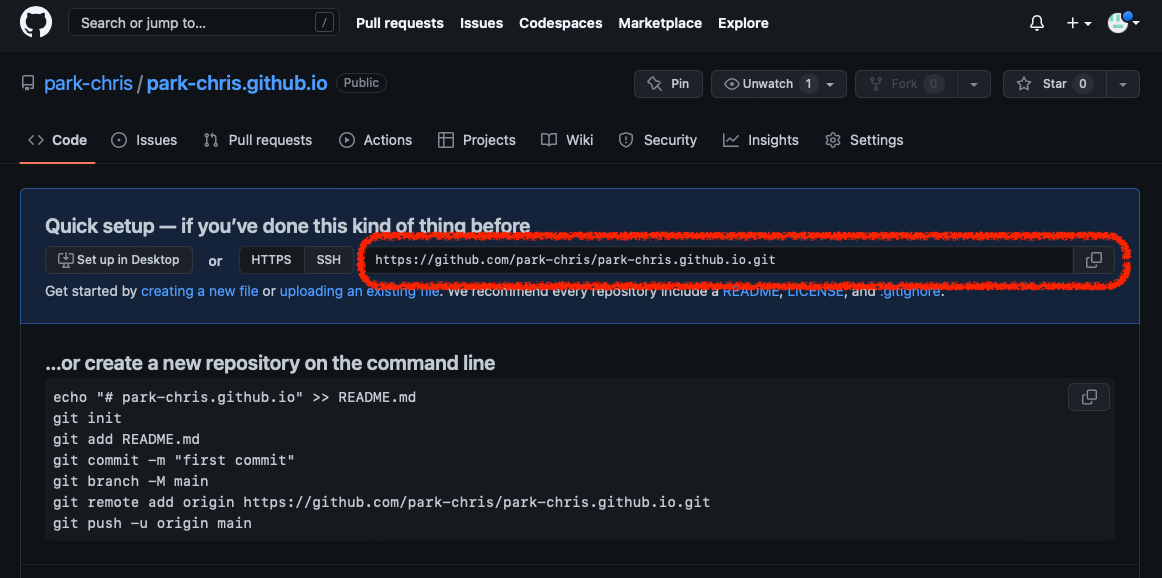 Search or jump to... /
Pull requests Issues Codespaces Marketplace Explore
park-chris / park-chris.github.io Public
Pin Unwatch 1 Fork 0 Star 0
Code Issues Pull requests Actions Projects Wiki Security Insights Settings
Quick setup — if you’ve done this kind of thing before
Set up in Desktop or HTTPS SSH https://github.com/park-chris/park-chris.github.io.git
Get started by creating a new file or uploading an existing file. We recommend every repository include a README, LICENSE, and .gitignore.
...or create a new repository on the command line
echo "# park-chris.github.io" >> README.md
git init
git add README.md
git commit -m "first commit"
git branch -M main
git remote add origin https://github.com/park-chris/park-chris.github.io.git
git push -u origin main